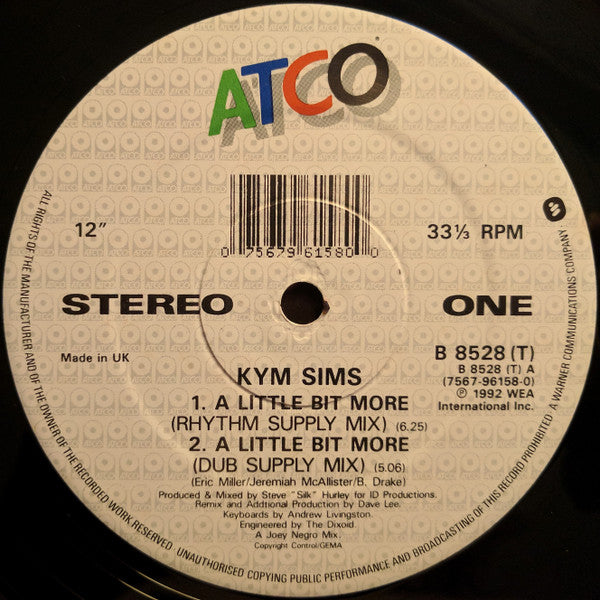 ATCO
12"
33⅓ RPM
0 75679 61580 0
STEREO
ONE
Made in UK
B 8528 (T)
B 8528 (T) A
(7567-96158-0)
℗ 1992 WEA
International Inc.
KYM SIMS
1. A LITTLE BIT MORE
(RHYTHM SUPPLY MIX) (6.25)
2. A LITTLE BIT MORE
(DUB SUPPLY MIX) (5.06)
(Eric Miller/Jeremiah McAllister/B. Drake)
Produced & Mixed by Steve "Silk" Hurley for ID Productions.
Remix and Addtional Production by Dave Lee.
Keyboards by Andrew Livingston.
Engineered by The Dixoid.
A Joey Negro Mix.
Copyright Control/GEMA
ALL RIGHTS OF THE MANUFACTURER AND OF THE OWNER OF THE RECORDED WORK RESERVED. UNAUTHORISED COPYING PUBLIC PERFORMANCE AND BROADCASTING OF THIS RECORD PROHIBITED. A WARNER COMMUNICATIONS COMPANY.